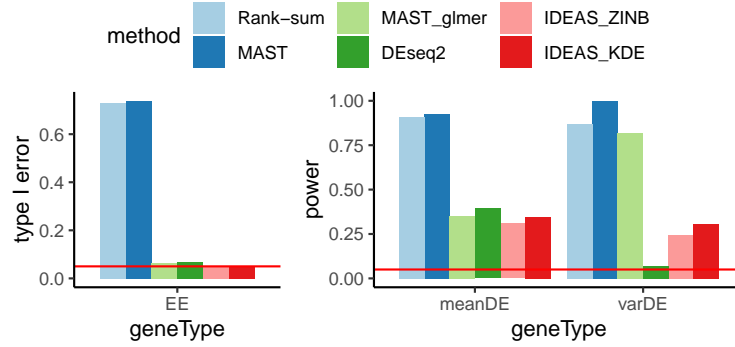 method
Rank−sum
MAST_glmer
IDEAS_ZINB
MAST
DEseq2
IDEAS_KDE
type I error
0.6
0.4
0.2
0.0
EE
geneType
power
1.00
0.75
0.50
0.25
0.00
meanDE
varDE
geneType